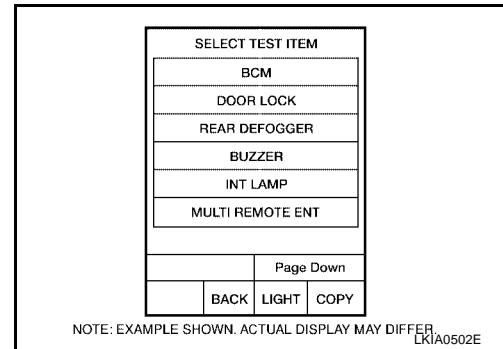 SELECT TEST ITEM
BCM
DOOR LOCK
REAR DEFOGGER
BUZZER
INT LAMP
MULTI REMOTE ENT
Page Down
BACK LIGHT COPY
NOTE: EXAMPLE SHOWN. ACTUAL DISPLAY MAY DIFFER.
LKIA0502E